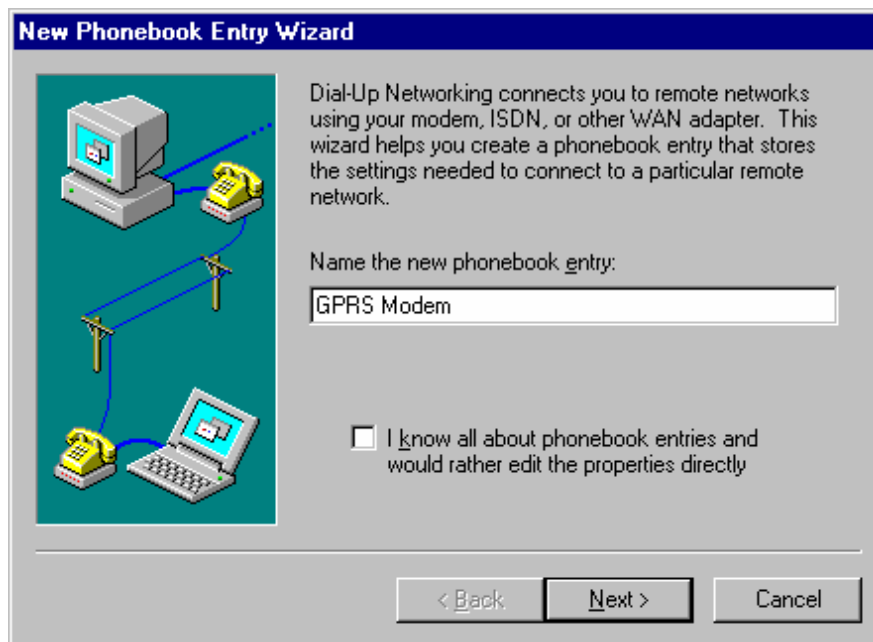 New Phonebook Entry Wizard
Dial-Up Networking connects you to remote networks
using your modem, ISDN, or other WAN adapter.  This
wizard helps you create a phonebook entry that stores
the settings needed to connect to a particular remote
network.
Name the new phonebook entry:
GPRS Modem
I know all about phonebook entries and
would rather edit the properties directly
< Back
Next >
Cancel